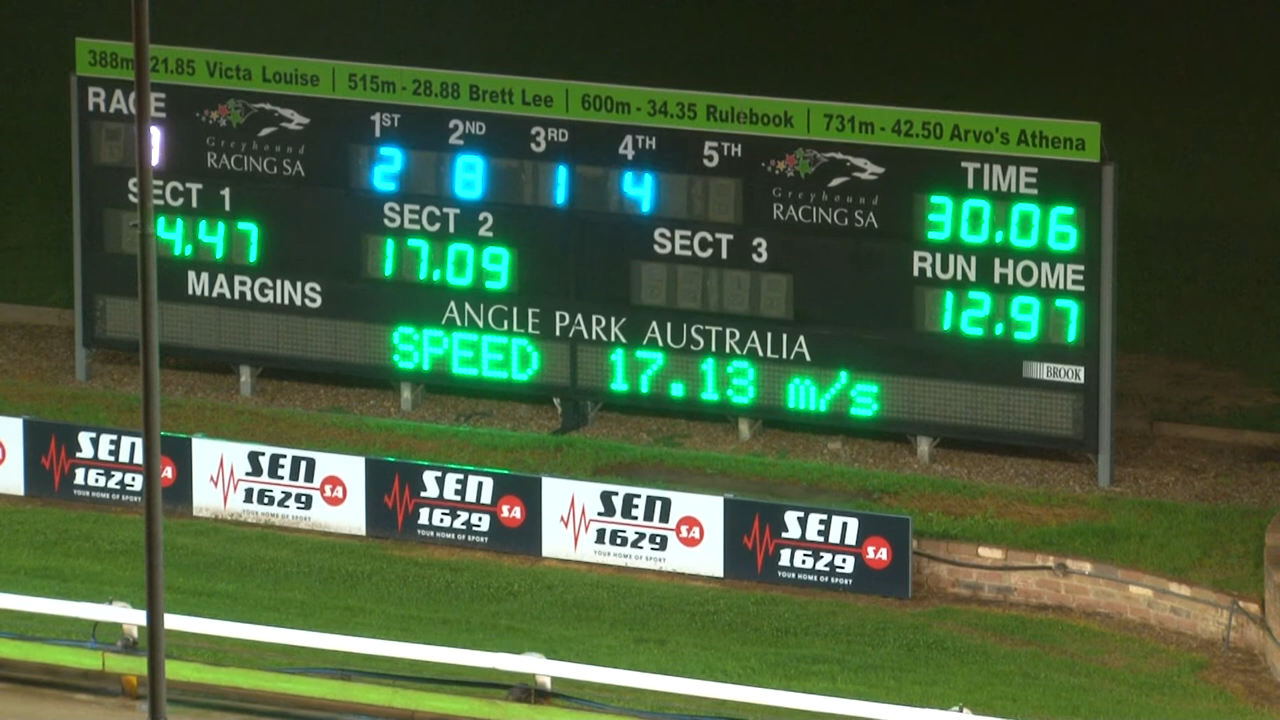 388m 21.85 Victa Louise | 515m - 28.88 Brett Lee | 600m - 34.35 Rulebook | 731m - 42.50 Arvo's Athena
RACE
Greyhound
RACING SA
1ST 2ND 3RD 4TH 5TH
2 8 1 4
Greyhound
RACING SA
TIME
30.06
SECT 1
4.47
SECT 2
17.09
SECT 3
RUN HOME
12.97
MARGINS
ANGLE PARK AUSTRALIA
SPEED 17.13 m/s
BROOK
SEN
1629
SA
YOUR HOME OF SPORT
SEN
1629
SA
YOUR HOME OF SPORT
SEN
1629
SA
YOUR HOME OF SPORT
SEN
1629
SA
YOUR HOME OF SPORT
SEN
1629
SA
YOUR HOME OF SPORT